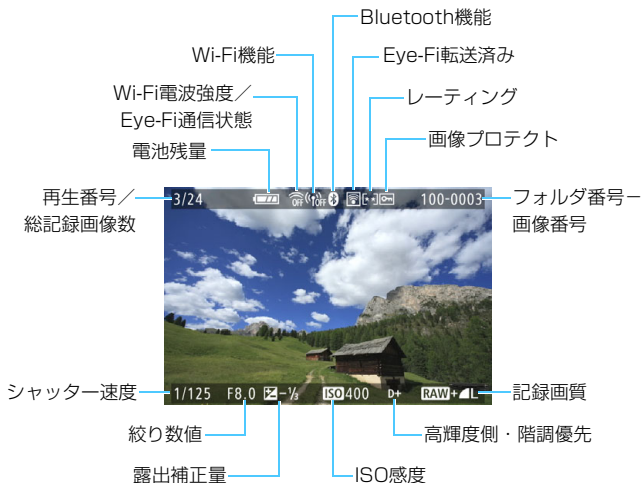 Bluetooth機能
Wi-Fi機能
Eye-Fi転送済み
Wi-Fi電波強度／
Eye-Fi通信状態
レーティング
電池残量
画像プロテクト
再生番号／
総記録画像数
3/24
OFF
OFF
100-0003
フォルダ番号－
画像番号
シャッター速度
1/125
F8.0
-⅓
ISO400
D+
RAW+L
記録画質
絞り数値
高輝度側・階調優先
露出補正量
ISO感度